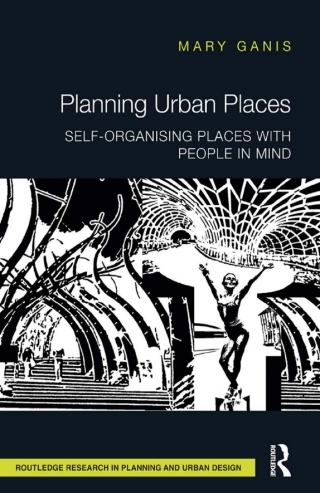 MARY GANIS
Planning Urban Places
SELF-ORGANISING PLACES WITH
PEOPLE IN MIND
ROUTLEDGE RESEARCH IN PLANNING AND URBAN DESIGN
ROUTLEDGE